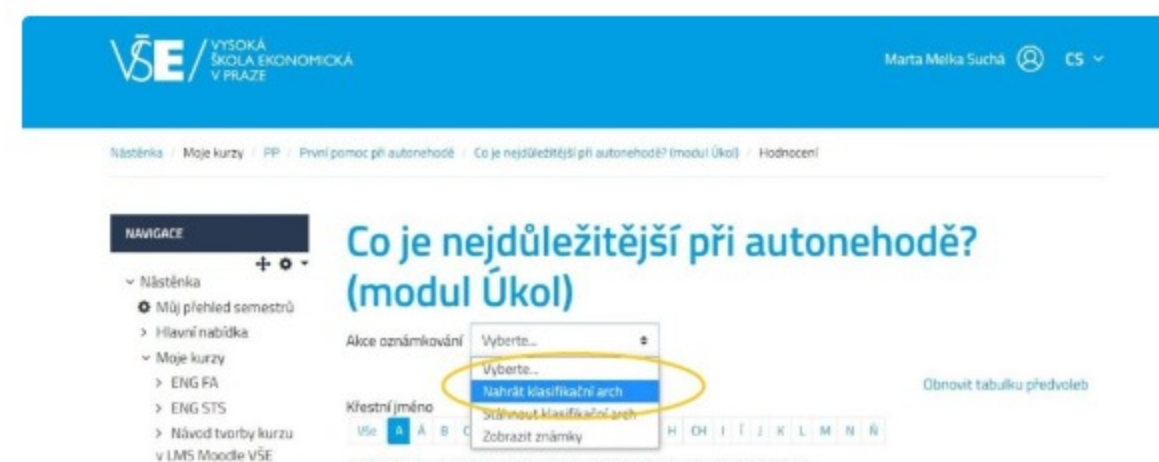 VŠE / VYSOKÁ
ŠKOLA EKONOMICKÁ
V PRAZE
Marta Melka Suchá CS
Nástěnka / Moje kurzy / PP / První pomoc při autonehodě / Co je nejdůležitější při autonehodě? (modul Úkol) / Hodnocení
NAVIGACE
Nástěnka
Můj přehled semestrů
Hlavní nabídka
Moje kurzy
ENG FA
ENG STS
Návod tvorby kurzu
v LMS Moodle VŠE
Co je nejdůležitější při autonehodě?
(modul Úkol)
Akce oznámkování Vyberte...
Vyberte...
Nahrát klasifikační arch
Stáhnout klasifikační arch
Zobrazit známky
Obnovit tabulku předvoleb
Křestní jméno
Vše A Á B C H CH I Í J K L M N Ň